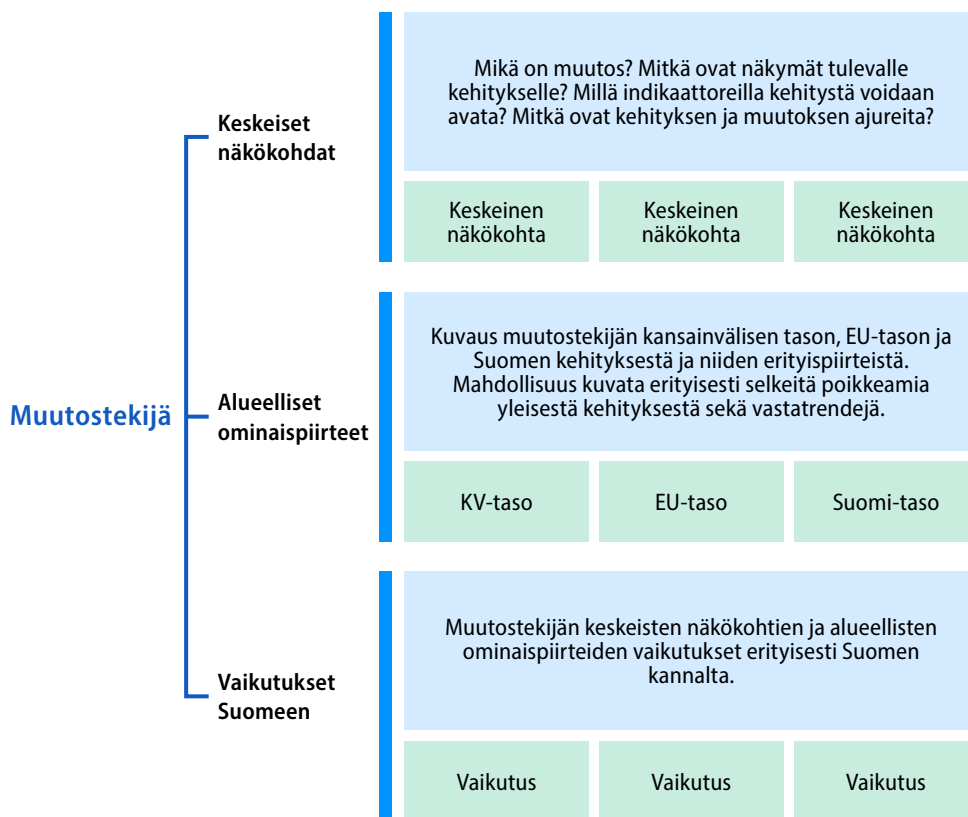 Muutostekijä
Keskeiset
näkökohdat
Mikä on muutos? Mitkä ovat näkymät tulevalle
kehitykselle? Millä indikaattoreilla kehitystä voidaan
avata? Mitkä ovat kehityksen ja muutoksen ajureita?
Keskeinen
näkökohta
Keskeinen
näkökohta
Keskeinen
näkökohta
Alueelliset
ominaispiirteet
Kuvaus muutostekijän kansainvälisen tason, EU-tason ja
Suomen kehityksestä ja niiden erityispiirteistä.
Mahdollisuus kuvata erityisesti selkeitä poikkeamia
yleisestä kehityksestä sekä vastatrendejä.
KV-taso
EU-taso
Suomi-taso
Vaikutukset
Suomeen
Muutostekijän keskeisten näkökohtien ja alueellisten
ominaispiirteiden vaikutukset erityisesti Suomen
kannalta.
Vaikutus
Vaikutus
Vaikutus